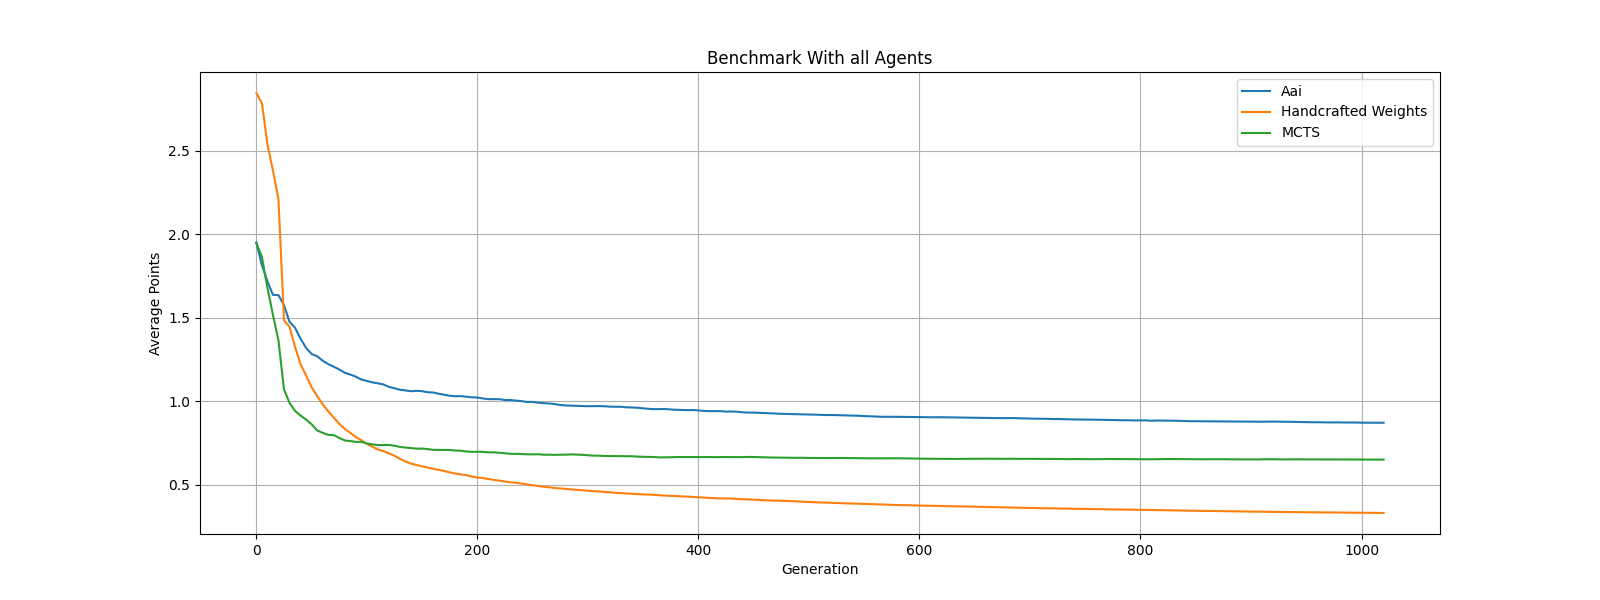 Benchmark With all Agents
Aai
Handcrafted Weights
MCTS
Average Points
2.5
2.0
1.5
1.0
0.5
0 200 400 600 800 1000
Generation